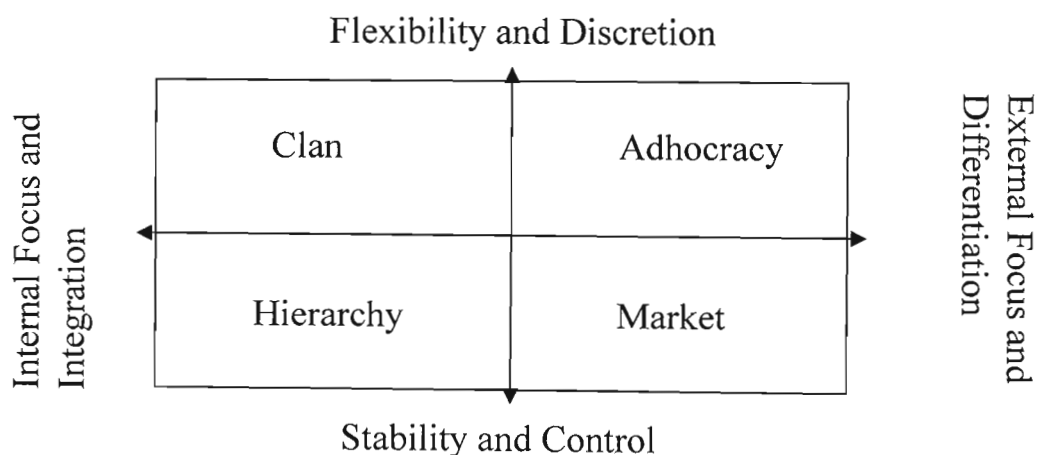 Flexibility and Discretion
Internal Focus and
Integration
Clan
Adhocracy
Hierarchy
Market
External Focus and
Differentiation
Stability and Control